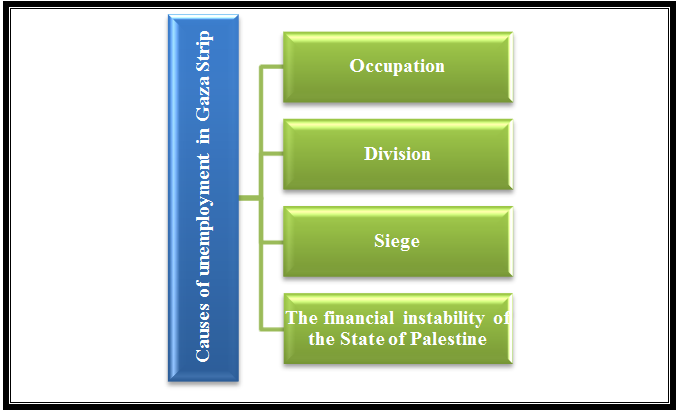 Causes of unemployment in Gaza Strip
Occupation
Division
Siege
The financial instability of
the State of Palestine